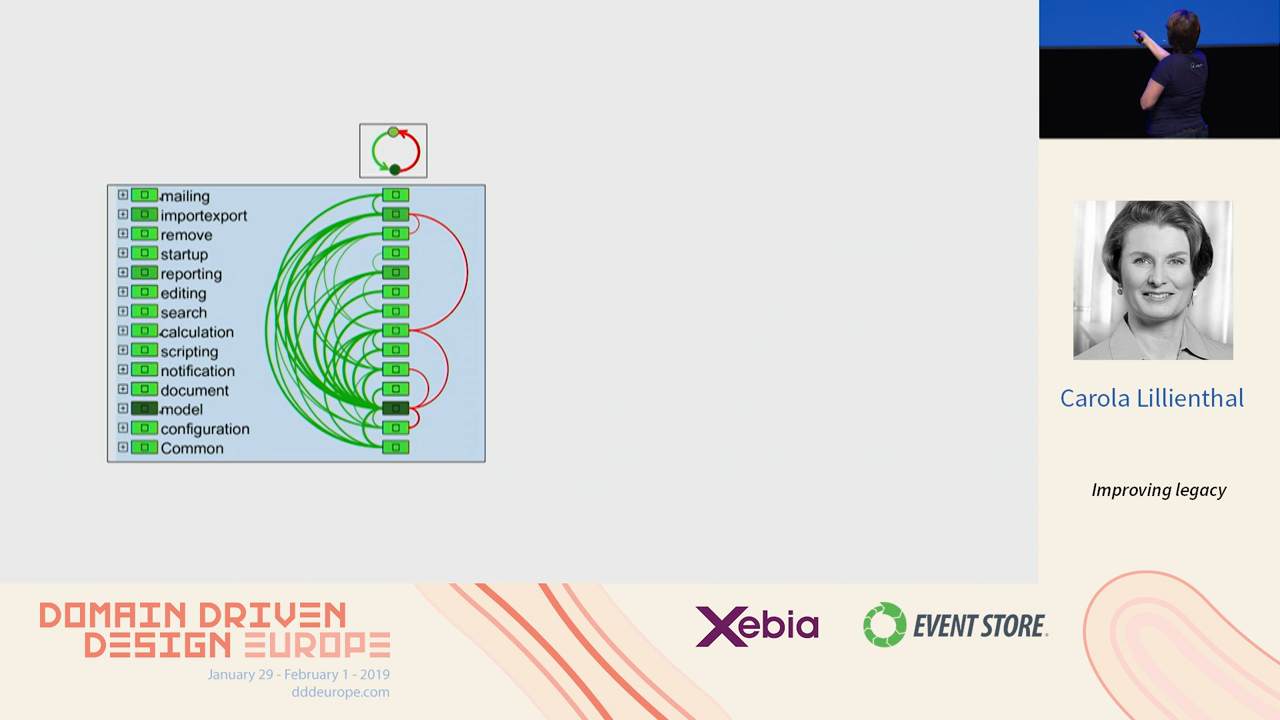 mailing
importexport
remove
startup
reporting
editing
search
calculation
scripting
notification
document
model
configuration
Common
Carola Lillienthal
Improving legacy
DOMAIN DRIVEN
DESIGN EUROPE
January 29 - February 1 - 2019
dddeurope.com
Xebia
EVENT STORE